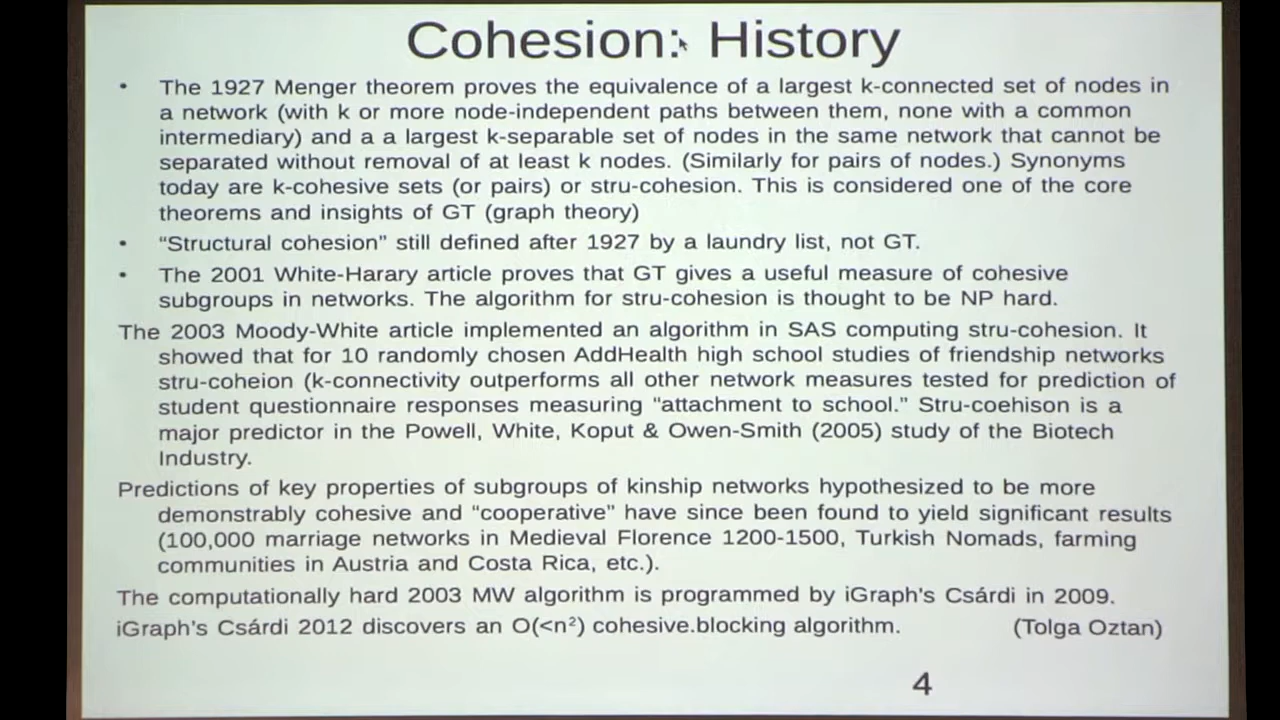 Cohesion: History
• The 1927 Menger theorem proves the equivalence of a largest k-connected set of nodes in
a network (with k or more node-independent paths between them, none with a common
intermediary) and a a largest k-separable set of nodes in the same network that cannot be
separated without removal of at least k nodes. (Similarly for pairs of nodes.) Synonyms
today are k-cohesive sets (or pairs) or stru-cohesion. This is considered one of the core
theorems and insights of GT (graph theory)
• “Structural cohesion” still defined after 1927 by a laundry list, not GT.
• The 2001 White-Harary article proves that GT gives a useful measure of cohesive
subgroups in networks. The algorithm for stru-cohesion is thought to be NP hard.
The 2003 Moody-White article implemented an algorithm in SAS computing stru-cohesion. It
showed that for 10 randomly chosen AddHealth high school studies of friendship networks
stru-coheion (k-connectivity outperforms all other network measures tested for prediction of
student questionnaire responses measuring "attachment to school." Stru-coehison is a
major predictor in the Powell, White, Koput & Owen-Smith (2005) study of the Biotech
Industry.
Predictions of key properties of subgroups of kinship networks hypothesized to be more
demonstrably cohesive and “cooperative” have since been found to yield significant results
(100,000 marriage networks in Medieval Florence 1200-1500, Turkish Nomads, farming
communities in Austria and Costa Rica, etc.).
The computationally hard 2003 MW algorithm is programmed by iGraph's Csárdi in 2009.
iGraph's Csárdi 2012 discovers an O(<n²) cohesive.blocking algorithm. (Tolga Oztan)
4